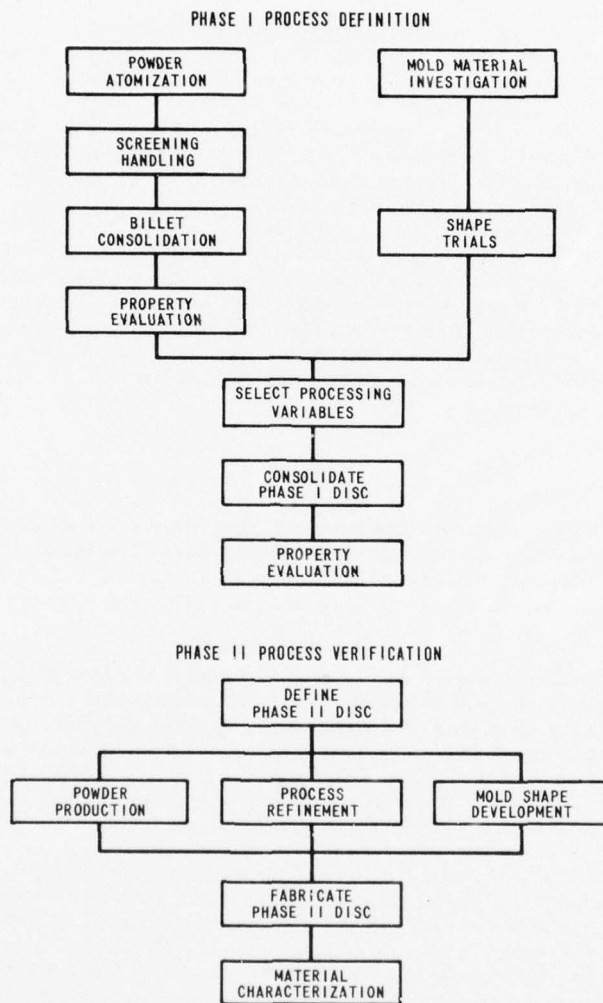 PHASE I PROCESS DEFINITION
POWDER
ATOMIZATION
MOLD MATERIAL
INVESTIGATION
SCREENING
HANDLING
BILLET
CONSOLIDATION
SHAPE
TRIALS
PROPERTY
EVALUATION
SELECT PROCESSING
VARIABLES
CONSOLIDATE
PHASE I DISC
PROPERTY
EVALUATION
PHASE II PROCESS VERIFICATION
DEFINE
PHASE II DISC
POWDER
PRODUCTION
PROCESS
REFINEMENT
MOLD SHAPE
DEVELOPMENT
FABRICATE
PHASE II DISC
MATERIAL
CHARACTERIZATION